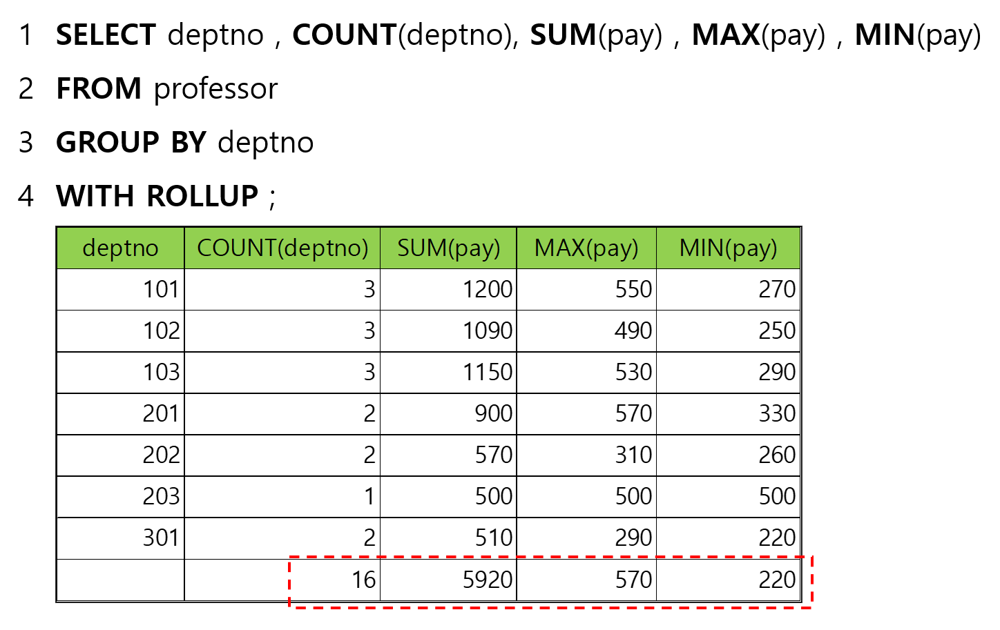 1 SELECT deptno , COUNT(deptno), SUM(pay) , MAX(pay) , MIN(pay)
2 FROM professor
3 GROUP BY deptno
4 WITH ROLLUP ;
deptno COUNT(deptno) SUM(pay) MAX(pay) MIN(pay)
101 3 1200 550 270
102 3 1090 490 250
103 3 1150 530 290
201 2 900 570 330
202 2 570 310 260
203 1 500 500 500
301 2 510 290 220
16 5920 570 220